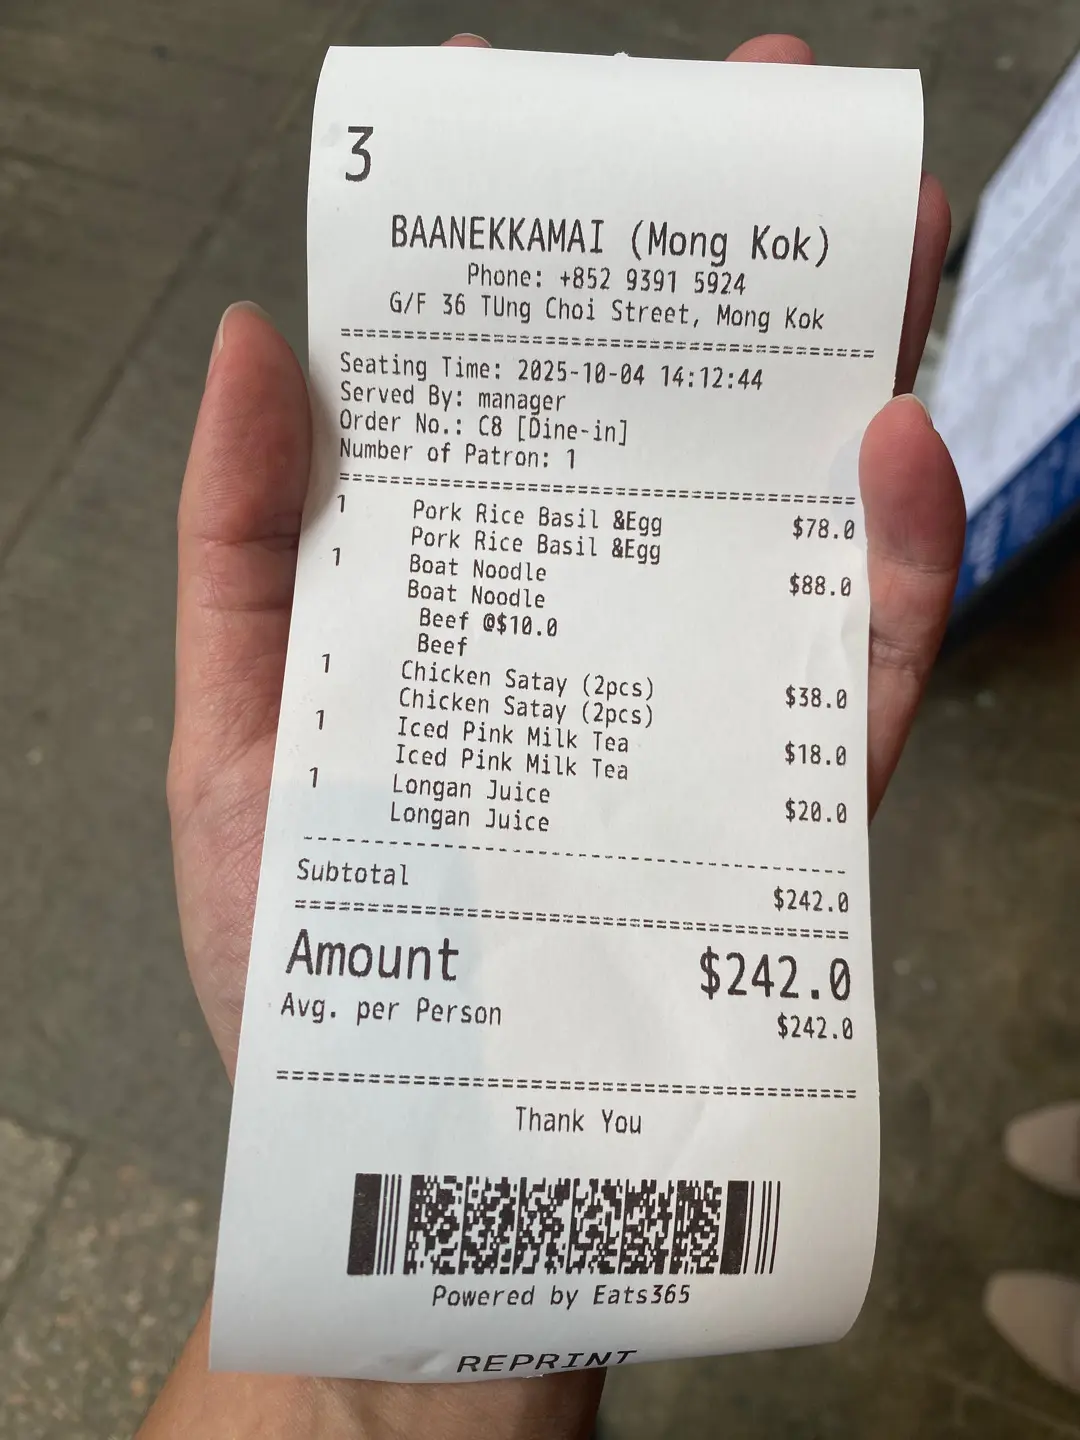 3
BAANEKKAMAI (Mong Kok)
Phone: +852 9391 5924
G/F 36 TUng Choi Street, Mong Kok
========================================
Seating Time: 2025-10-04 14:12:44
Served By: manager
Order No.: C8 [Dine-in]
Number of Patron: 1
========================================
1 Pork Rice Basil &Egg $78.0
Pork Rice Basil &Egg
1 Boat Noodle $88.0
Boat Noodle
Beef @$10.0
Beef
1 Chicken Satay (2pcs) $38.0
Chicken Satay (2pcs)
1 Iced Pink Milk Tea $18.0
Iced Pink Milk Tea
1 Longan Juice $20.0
Longan Juice
----------------------------------------
Subtotal $242.0
========================================
Amount $242.0
Avg. per Person $242.0
========================================
Thank You
Powered by Eats365
REPRINT